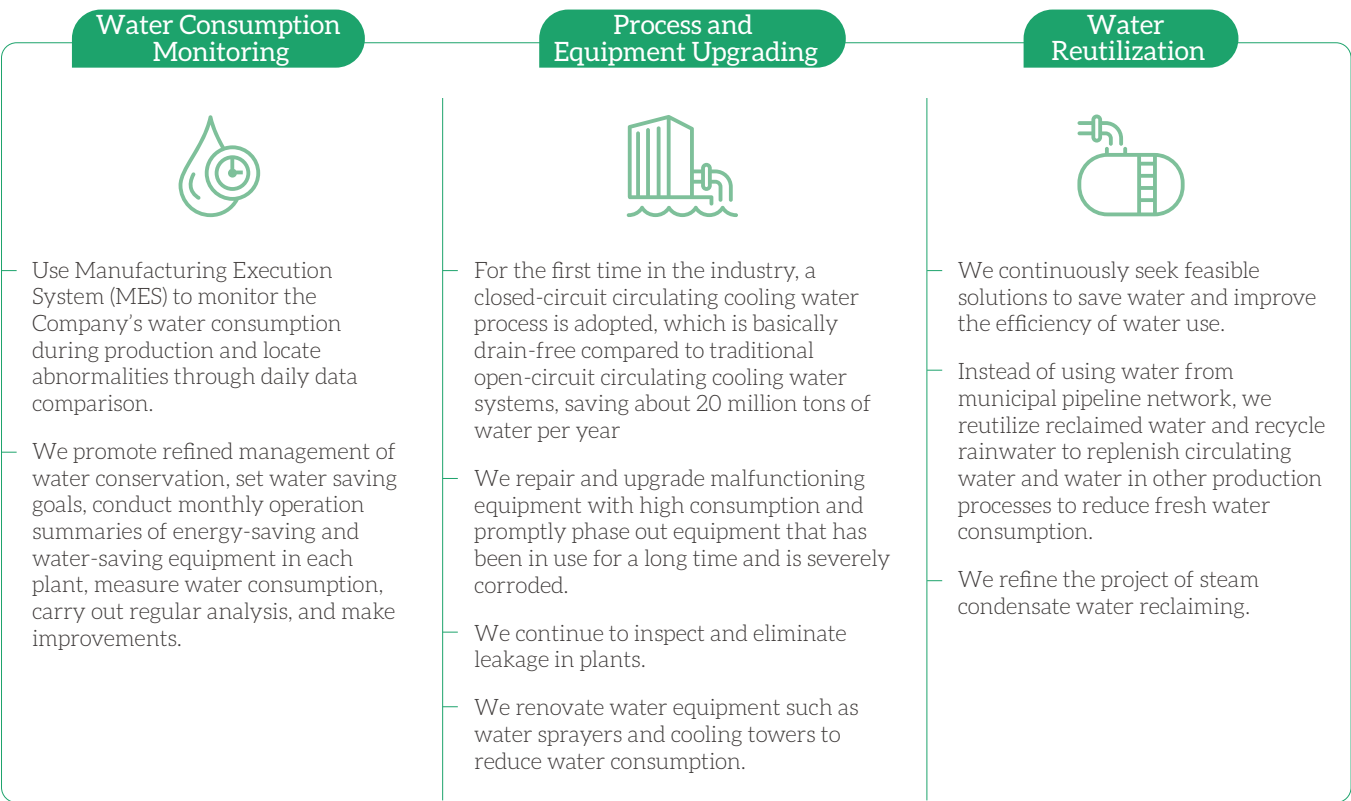 Water Consumption
Monitoring
Use Manufacturing Execution
System (MES) to monitor the
Company’s water consumption
during production and locate
abnormalities through daily data
comparison.
We promote refined management of
water conservation, set water saving
goals, conduct monthly operation
summaries of energy-saving and
water-saving equipment in each
plant, measure water consumption,
carry out regular analysis, and make
improvements.
Process and
Equipment Upgrading
For the first time in the industry, a
closed-circuit circulating cooling water
process is adopted, which is basically
drain-free compared to traditional
open-circuit circulating cooling water
systems, saving about 20 million tons of
water per year
We repair and upgrade malfunctioning
equipment with high consumption and
promptly phase out equipment that has
been in use for a long time and is severely
corroded.
We continue to inspect and eliminate
leakage in plants.
We renovate water equipment such as
water sprayers and cooling towers to
reduce water consumption.
Water
Reutilization
We continuously seek feasible
solutions to save water and improve
the efficiency of water use.
Instead of using water from
municipal pipeline network, we
reutilize reclaimed water and recycle
rainwater to replenish circulating
water and water in other production
processes to reduce fresh water
consumption.
We refine the project of steam
condensate water reclaiming.